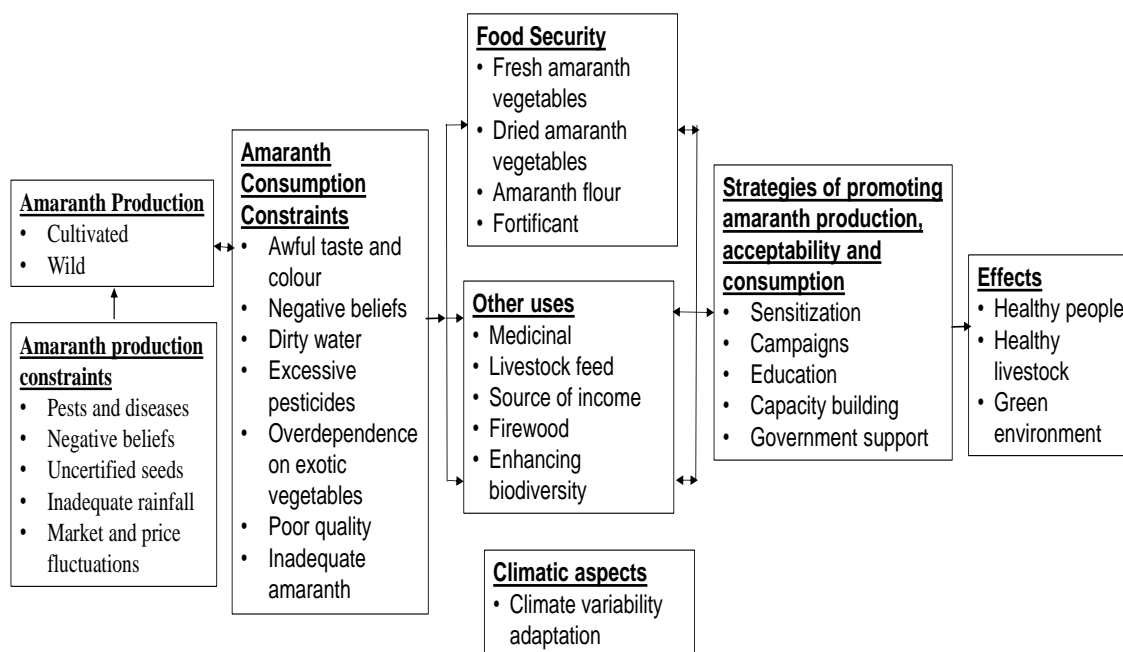 Amaranth Production
• Cultivated
• Wild
Amaranth production
constraints
• Pests and diseases
• Negative beliefs
• Uncertified seeds
• Inadequate rainfall
• Market and price
fluctuations
Amaranth
Consumption
Constraints
• Awful taste and
colour
• Negative beliefs
• Dirty water
• Excessive
pesticides
• Overdependence
on exotic
vegetables
• Poor quality
• Inadequate
amaranth
Food Security
• Fresh amaranth
vegetables
• Dried amaranth
vegetables
• Amaranth flour
• Fortificant
Other uses
• Medicinal
• Livestock feed
• Source of income
• Firewood
• Enhancing
biodiversity
Climatic aspects
• Climate variability
adaptation
Strategies of promoting
amaranth production,
acceptability and
consumption
• Sensitization
• Campaigns
• Education
• Capacity building
• Government support
Effects
• Healthy people
• Healthy
livestock
• Green
environment